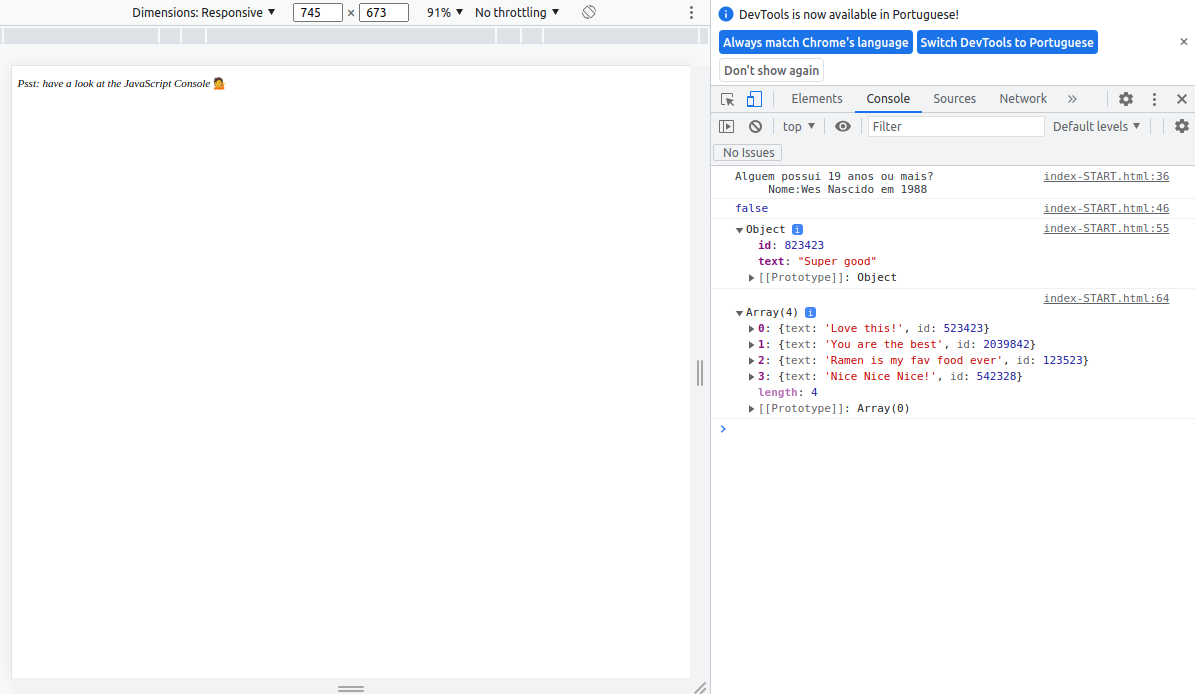 Dimensions: Responsive ▼ 745 × 673 91% ▼ No throttling ▼
Psst: have a look at the JavaScript Console 💁
DevTools is now available in Portuguese!
Always match Chrome's language Switch DevTools to Portuguese
Don't show again
Elements Console Sources Network »
top ▼ Filter Default levels ▼
No Issues
Alguem possui 19 anos ou mais? index-START.html:36
Nome:Wes Nascido em 1988
false index-START.html:46
▼Object i index-START.html:55
id: 823423
text: "Super good"
▶[[Prototype]]: Object
index-START.html:64
▼Array(4) i
▶0: {text: 'Love this!', id: 523423}
▶1: {text: 'You are the best', id: 2039842}
▶2: {text: 'Ramen is my fav food ever', id: 123523}
▶3: {text: 'Nice Nice Nice!', id: 542328}
length: 4
▶[[Prototype]]: Array(0)